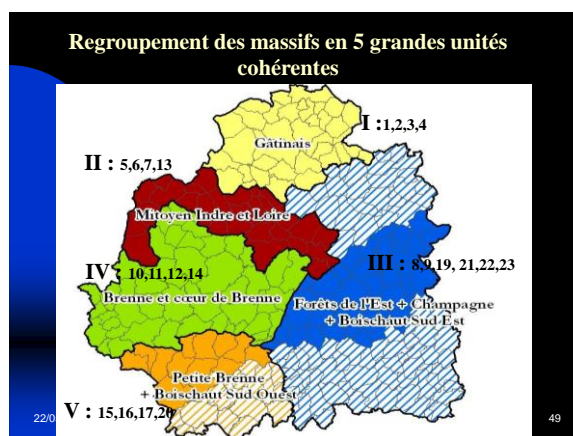 Regroupement des massifs en 5 grandes unités
cohérentes
I :1,2,3,4
Gâtinais
II : 5,6,7,13
Mitoyen Indre et Loire
III : 8,9,19, 21,22,23
IV : 10,11,12,14
Brenne et cœur de Brenne
Forêts de l'Est + Champagne
+ Boischaut Sud Est
Petite Brenne
+ Boischaut Sud Ouest
V : 15,16,17,20
22/0
49